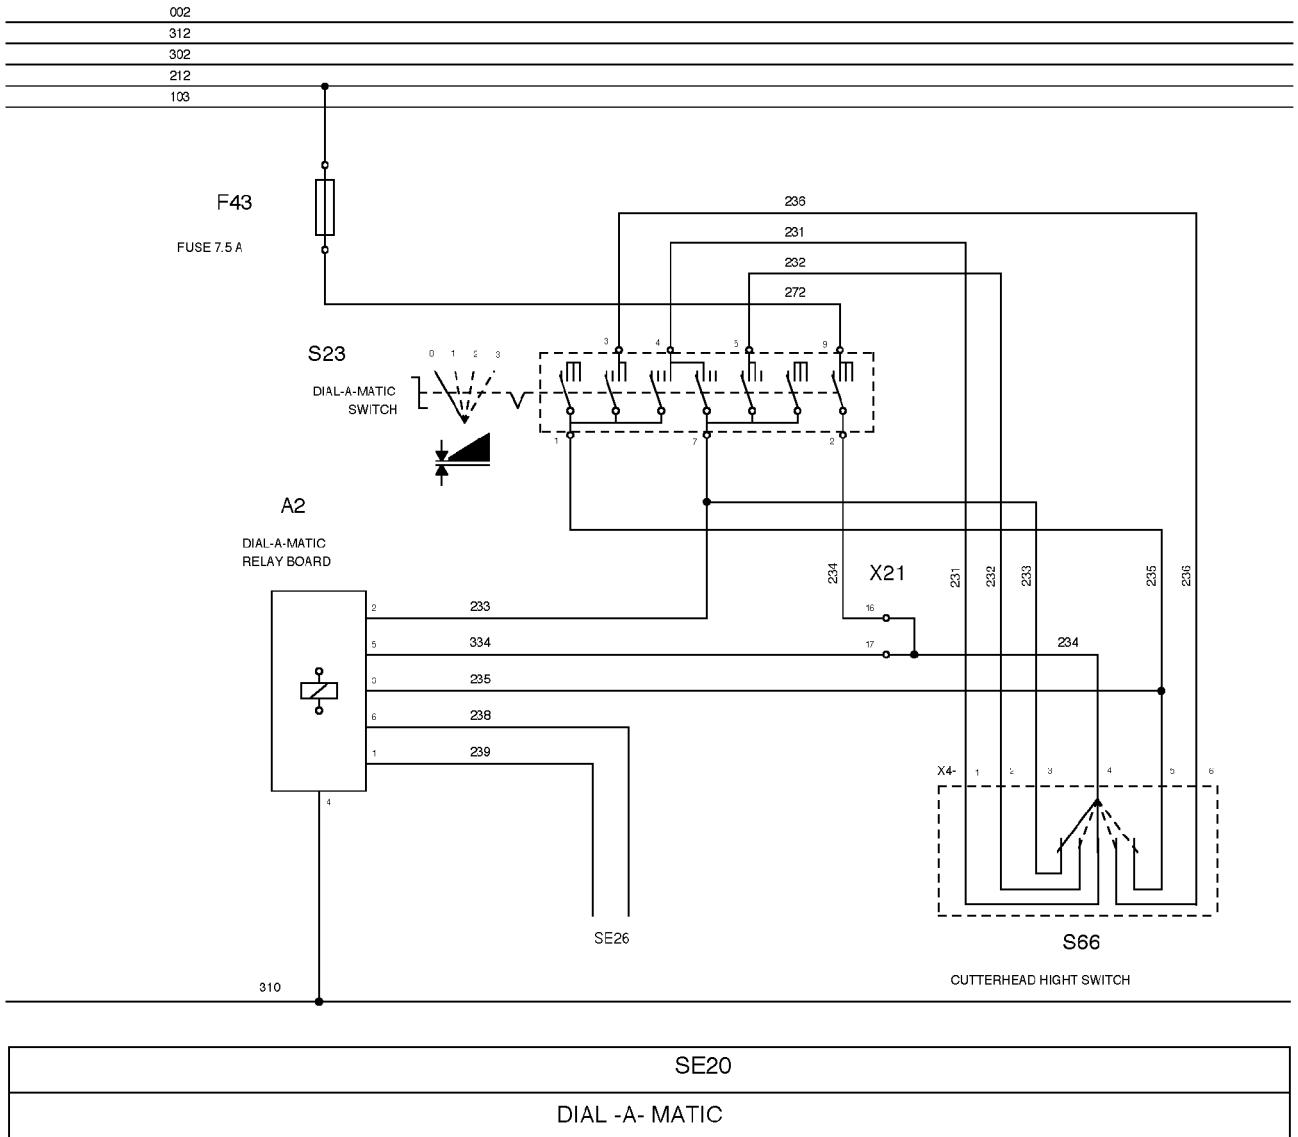 002
312
302
212
103
F43
FUSE 7.5 A
236
231
232
272
S23
0 1 2 3
DIAL-A-MATIC
SWITCH
3 4 5 9
1 7 2
A2
DIAL-A-MATIC
RELAY BOARD
234
X21
231
232
233
235
236
2
233
16
5
334
17
234
3
235
6
238
1
239
4
X4-
1 2 3 4 5 6
SE26
S66
CUTTERHEAD HIGHT SWITCH
310
SE20
DIAL -A- MATIC